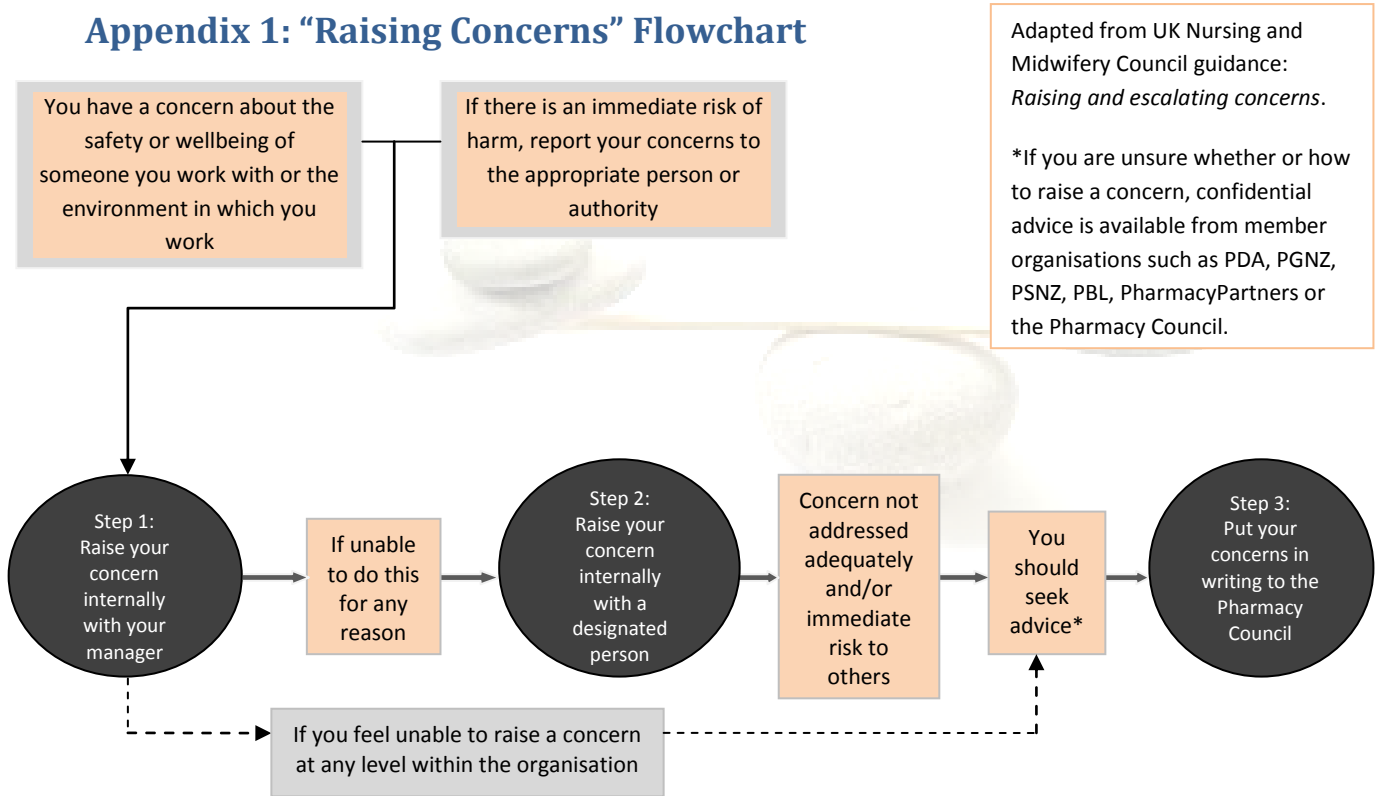 Appendix 1: “Raising Concerns” Flowchart
Adapted from UK Nursing and
Midwifery Council guidance:
Raising and escalating concerns.
*If you are unsure whether or how
to raise a concern, confidential
advice is available from member
organisations such as PDA, PGNZ,
PSNZ, PBL, PharmacyPartners or
the Pharmacy Council.
You have a concern about the
safety or wellbeing of
someone you work with or the
environment in which you
work
If there is an immediate risk of
harm, report your concerns to
the appropriate person or
authority
Step 1:
Raise your
concern
internally
with your
manager
If unable
to do this
for any
reason
Step 2:
Raise your
concern
internally
with a
designated
person
Concern not
addressed
adequately
and/or
immediate
risk to
others
You
should
seek
advice*
Step 3:
Put your
concerns in
writing to the
Pharmacy
Council
If you feel unable to raise a concern
at any level within the organisation